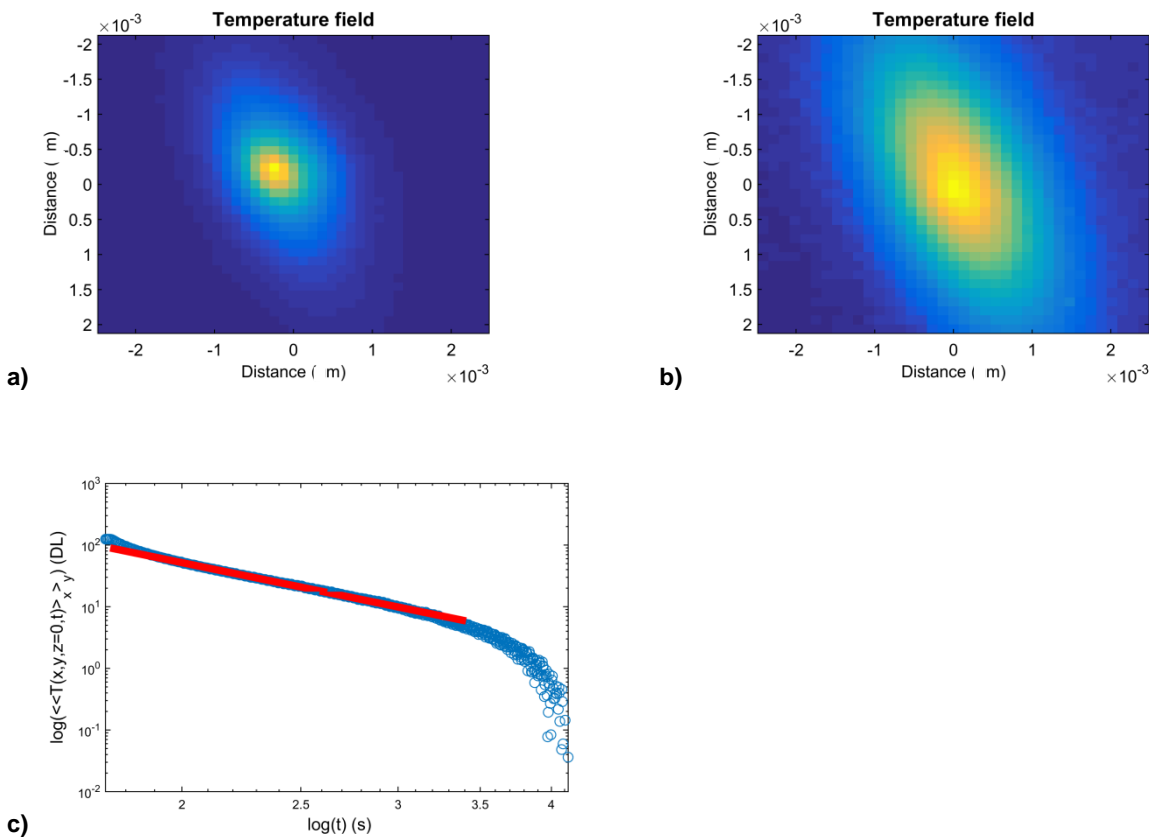 Temperature field
×10⁻³
-2
-1.5
-1
-0.5
0
0.5
1
1.5
2
Distance ( m)
-2 -1 0 1 2
Distance ( m)
×10⁻³
a)
Temperature field
×10⁻³
-2
-1.5
-1
-0.5
0
0.5
1
1.5
2
Distance ( m)
-2 -1 0 1 2
Distance ( m)
×10⁻³
b)
10³
10²
10¹
10⁰
10⁻¹
10⁻²
log(<<T(x,y,z=0,t)>ₓ>ᵧ) (DL)
2 2.5 3 3.5 4
log(t) (s)
c)